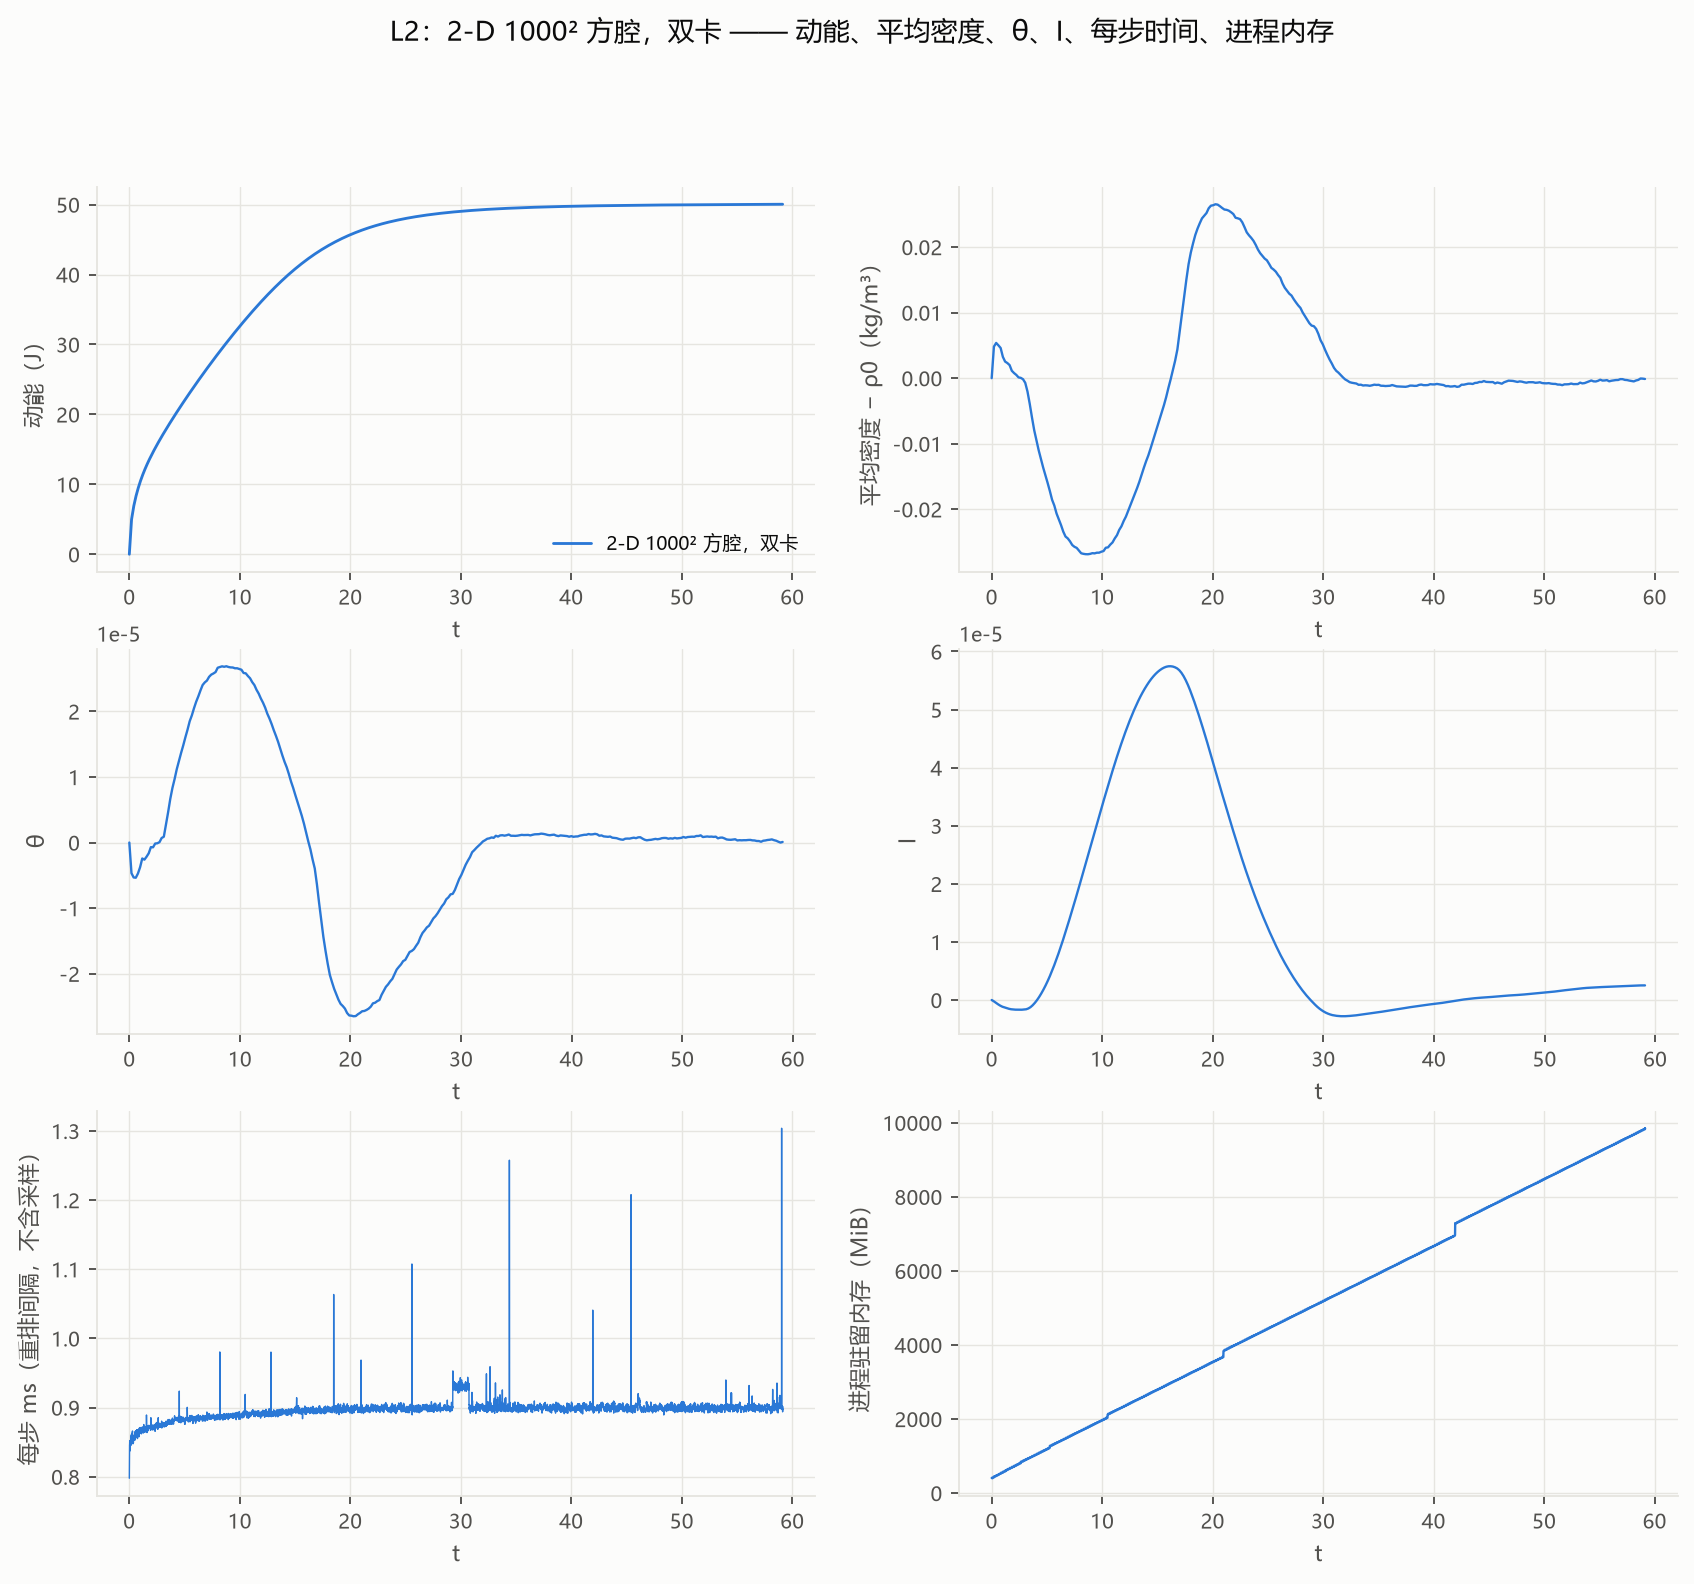 L2：2-D 1000² 方腔，双卡 —— 动能、平均密度、θ、I、每步时间、进程内存
动能（J）
50
40
30
20
10
0
2-D 1000² 方腔，双卡
0 10 20 30 40 50 60
t
平均密度 − ρ0（kg/m³）
0.02
0.01
0.00
-0.01
-0.02
0 10 20 30 40 50 60
t
1e-5
θ
2
1
0
-1
-2
0 10 20 30 40 50 60
t
1e-5
I
6
5
4
3
2
1
0
0 10 20 30 40 50 60
t
每步 ms（重排间隔，不含采样）
1.3
1.2
1.1
1.0
0.9
0.8
0 10 20 30 40 50 60
t
进程驻留内存（MiB）
10000
8000
6000
4000
2000
0
0 10 20 30 40 50 60
t